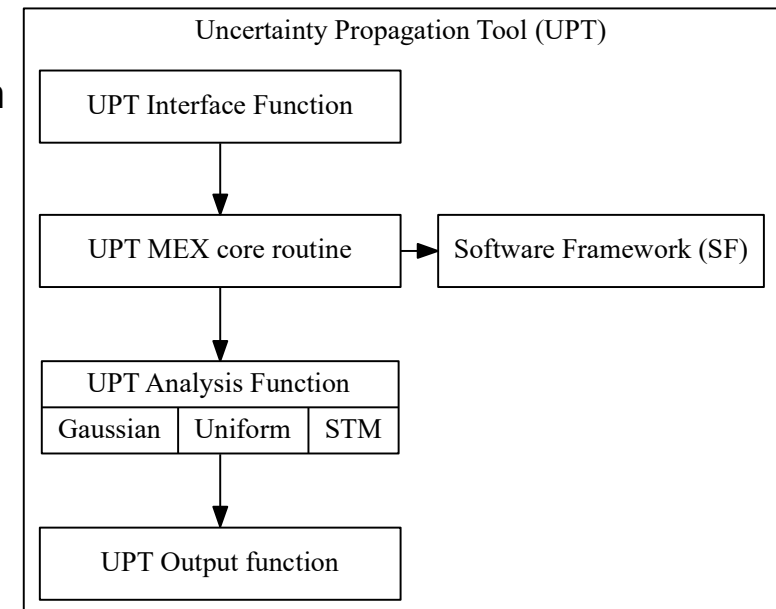 Uncertainty Propagation Tool (UPT)
UPT Interface Function
UPT MEX core routine
Software Framework (SF)
UPT Analysis Function
Gaussian
Uniform
STM
UPT Output function